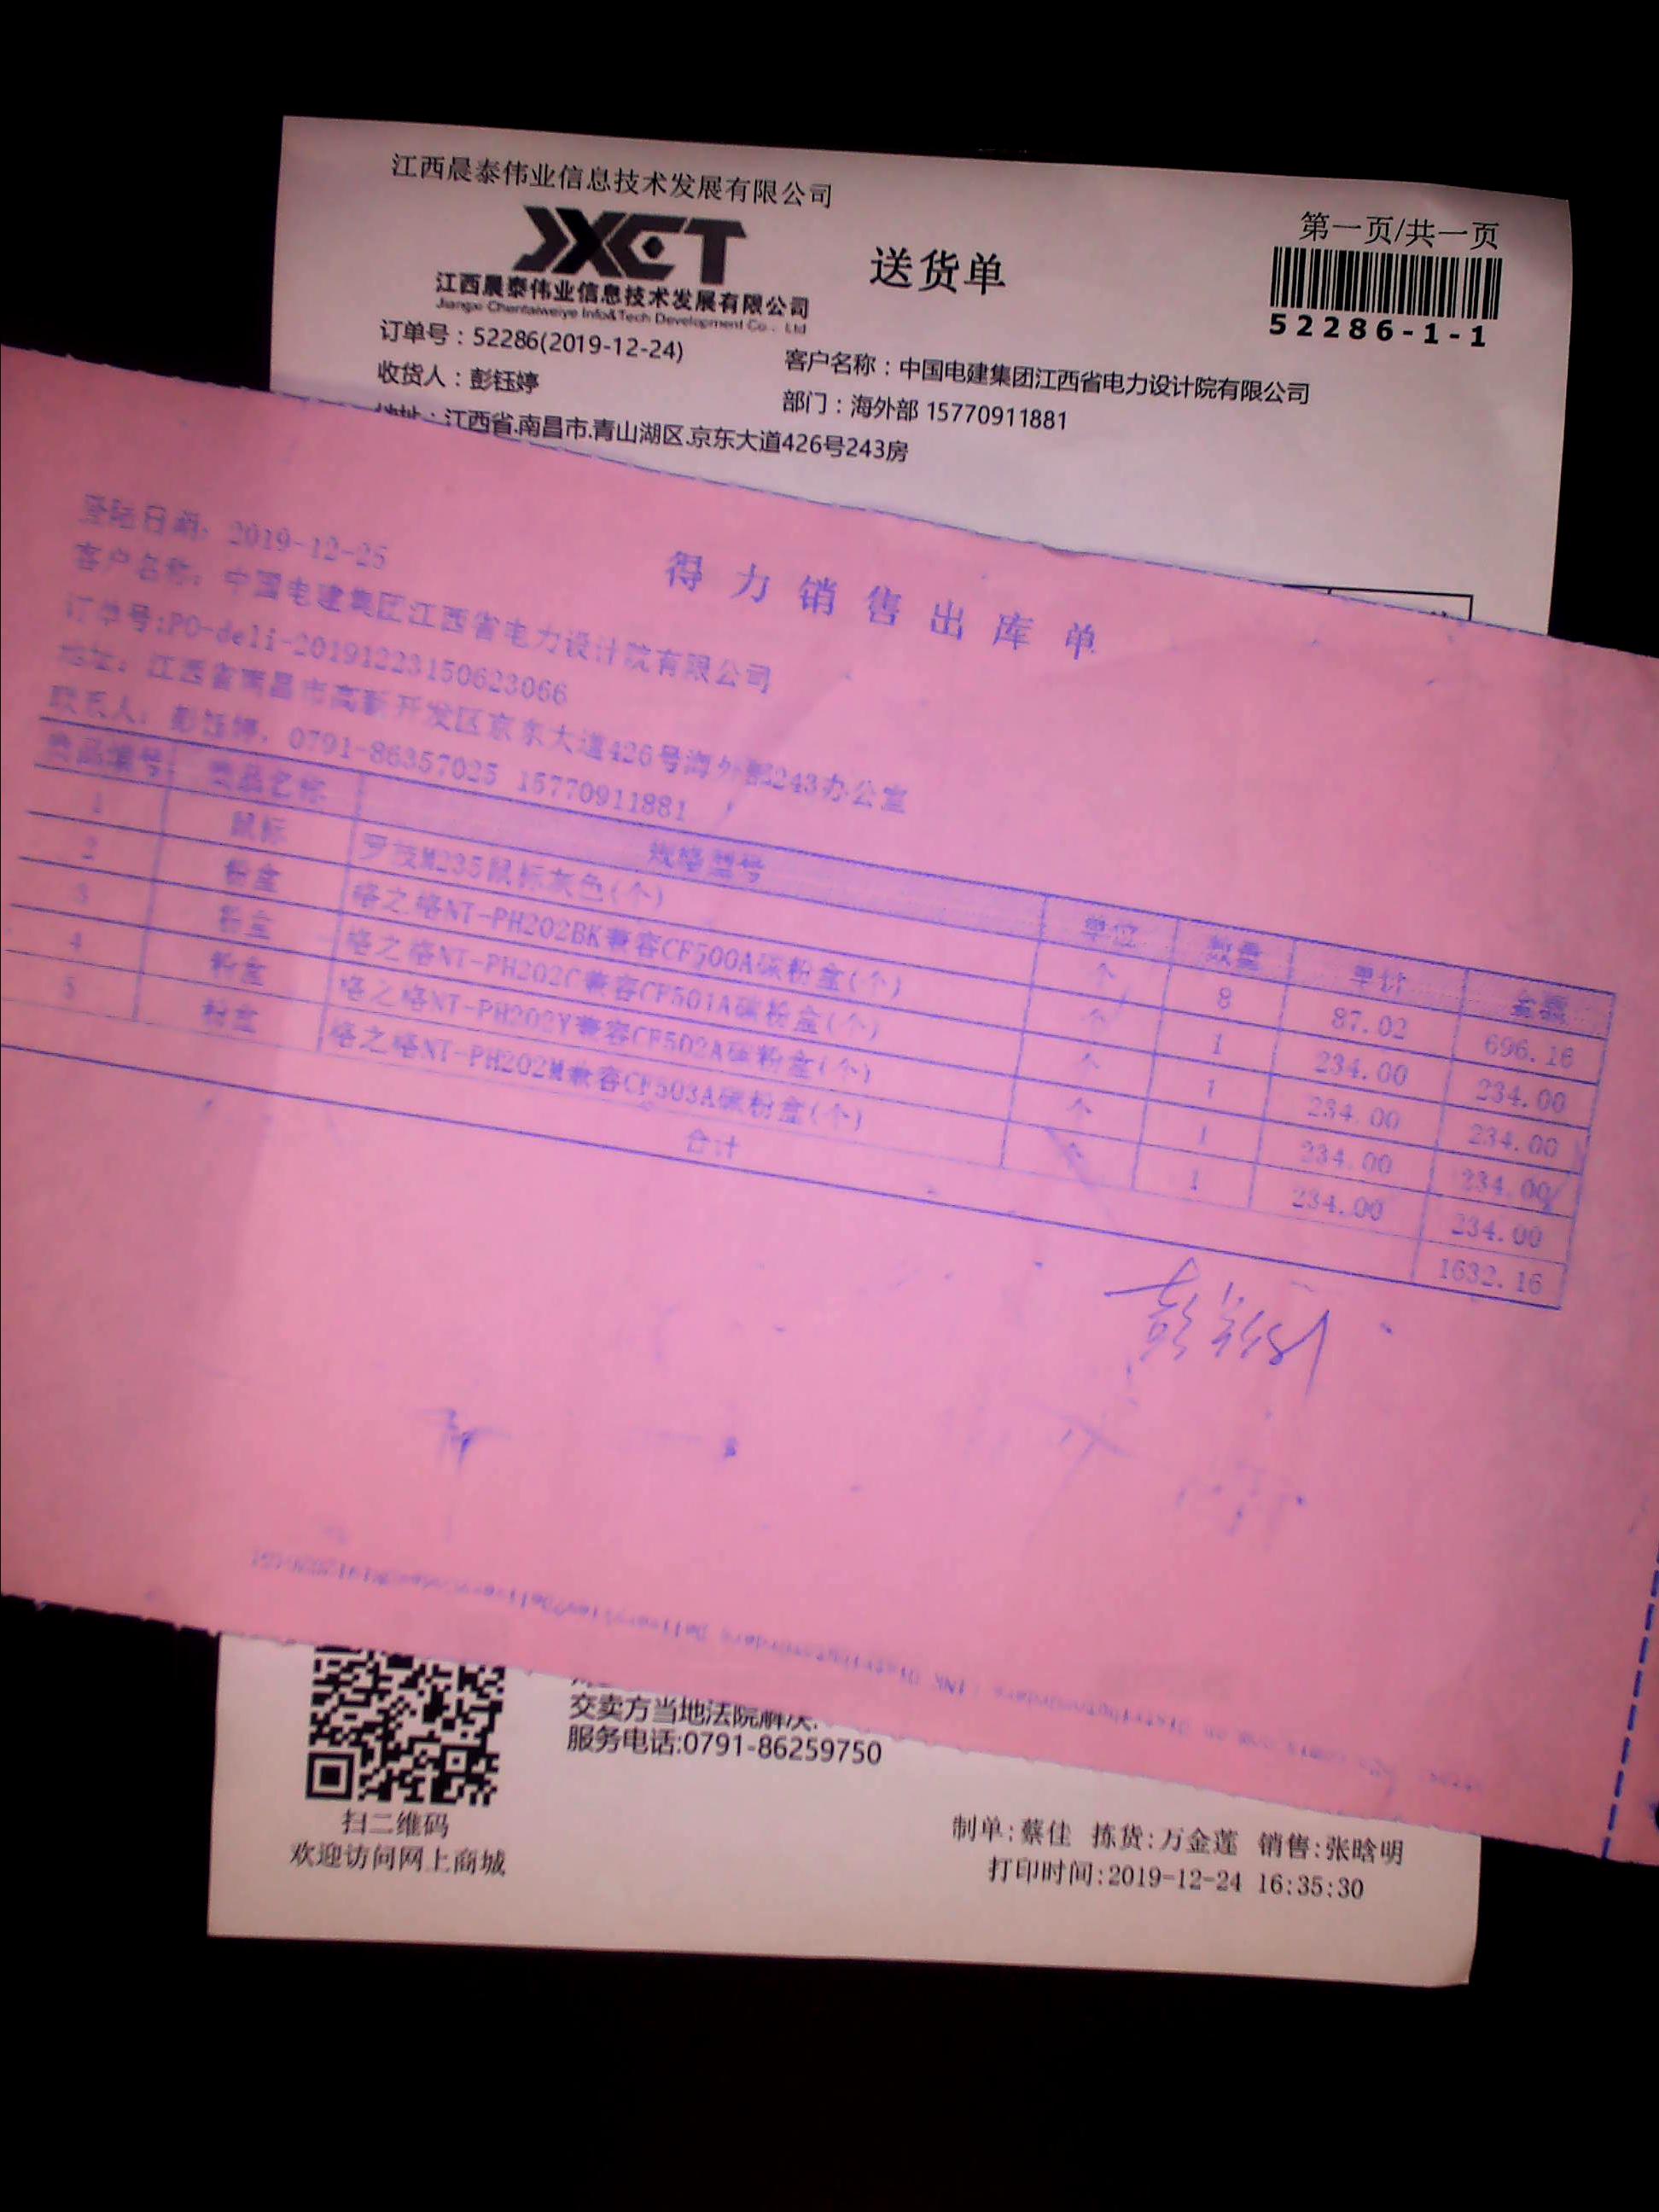 江西晨泰伟业信息技术发展有限公司
第一页/共一页
JXCT
送货单
江西晨泰伟业信息技术发展有限公司
Jiangxi Chentaiweiye Info&Tech Development Co., Ltd
52286-1-1
订单号：52286(2019-12-24)
客户名称：中国电建集团江西省电力设计院有限公司
收货人：彭钰婷
部门：海外部 15770911881
地址：江西省.南昌市.青山湖区.京东大道426号243房
得力销售出库单
登陆日期：2019-12-25
客户名称：中国电建集团江西省电力设计院有限公司
订单号:PO-deli-20191223150623066
地址：江西省南昌市高新开发区京东大道426号海外部243办公室
联系人：彭钰婷，0791-86357025 15770911881
商品编号 商品名称 规格型号 单位 数量 单价 金额
1 鼠标 罗技M235鼠标灰色(个) 个 8 87.02 696.16
2 粉盒 格之格NT-PH202BK兼容CF500A碳粉盒(个) 个 1 234.00 234.00
3 粉盒 格之格NT-PH202C兼容CF501A碳粉盒(个) 个 1 234.00 234.00
4 粉盒 格之格NT-PH202Y兼容CF502A碳粉盒(个) 个 1 234.00 234.00
5 粉盒 格之格NT-PH202M兼容CF503A碳粉盒(个) 个 1 234.00 234.00
合计 1632.16
交卖方当地法院解决.
服务电话:0791-86259750
扫二维码
欢迎访问网上商城
制单:蔡佳 拣货:万金莲 销售:张晗明
打印时间:2019-12-24 16:35:30